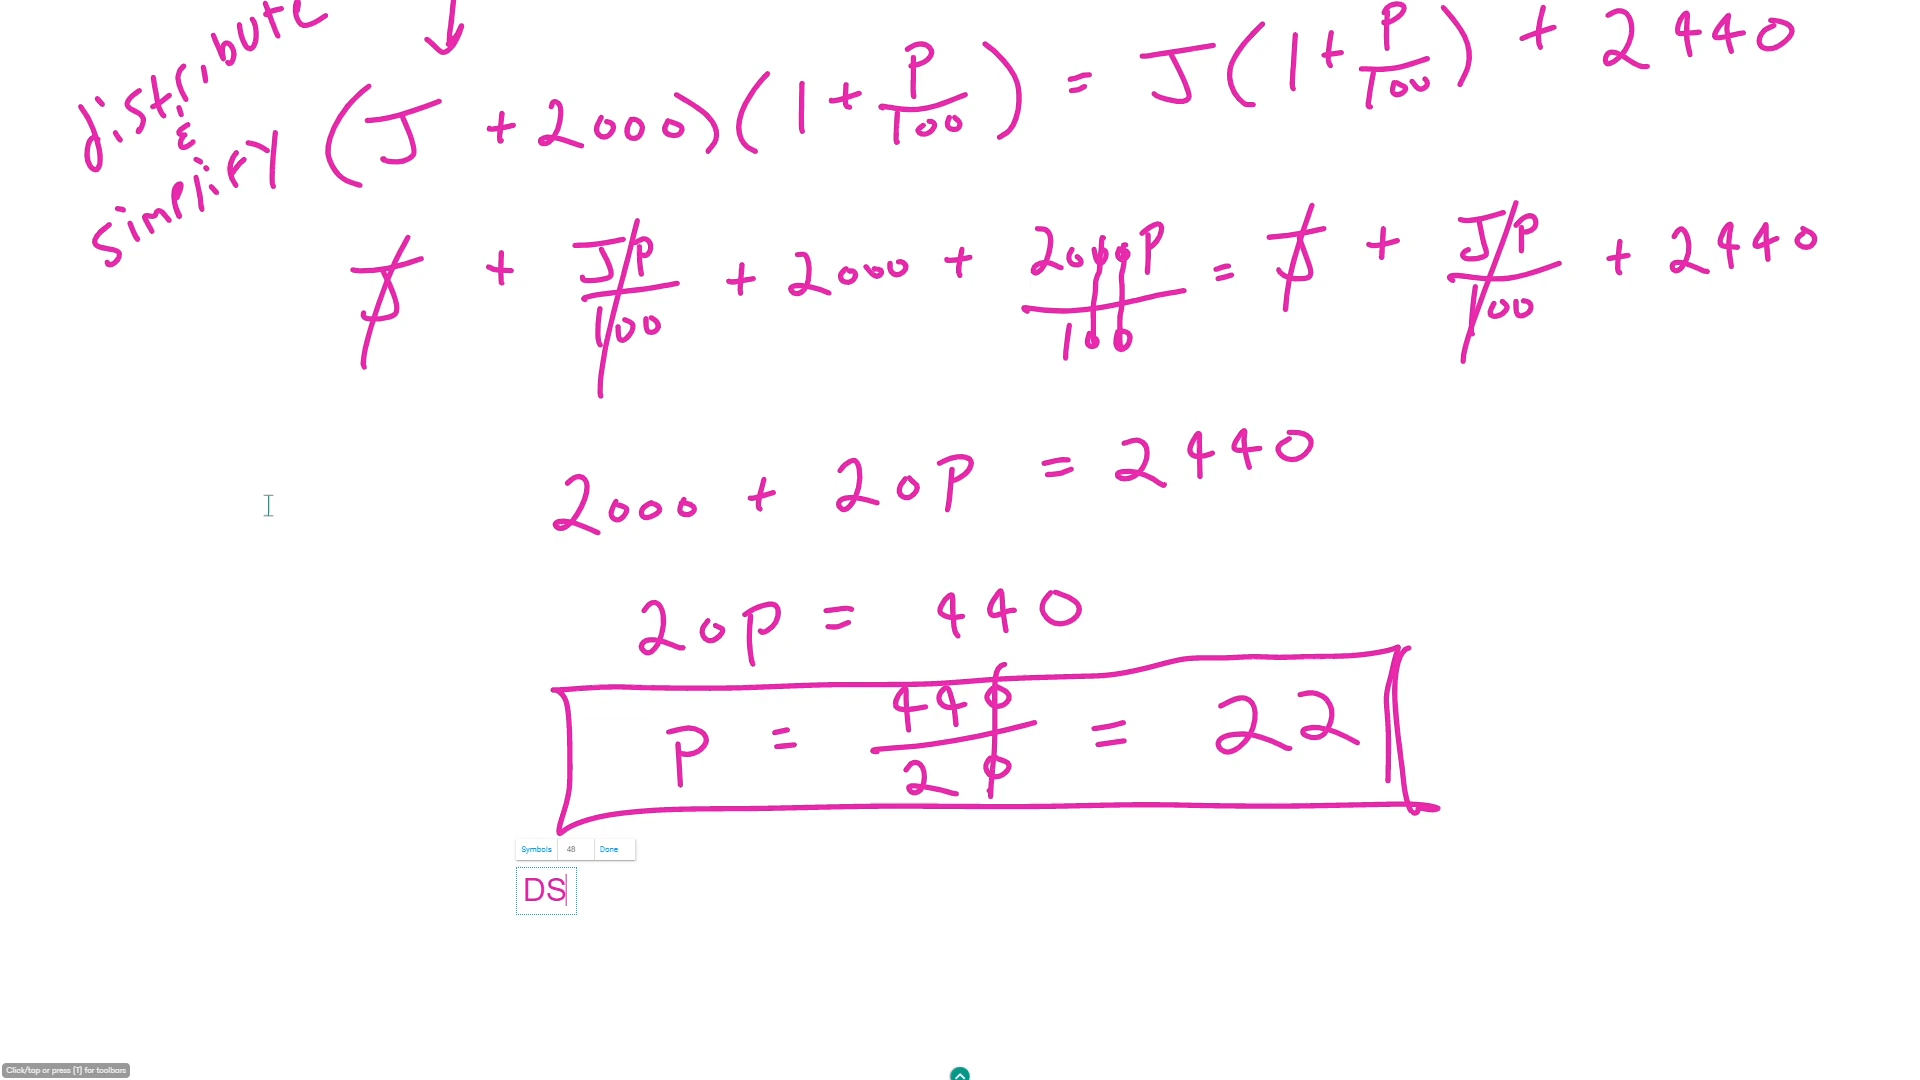 distribute
&
simplify
(J + 2000)(1 + P/100) = J(1 + P/100) + 2440
J + JP/100 + 2000 + 2000P/100 = J + JP/100 + 2440
2000 + 20P = 2440
20P = 440
P = 440/20 = 22
Symbols 48 Done
DS
Click/tap or press [T] for toolbars